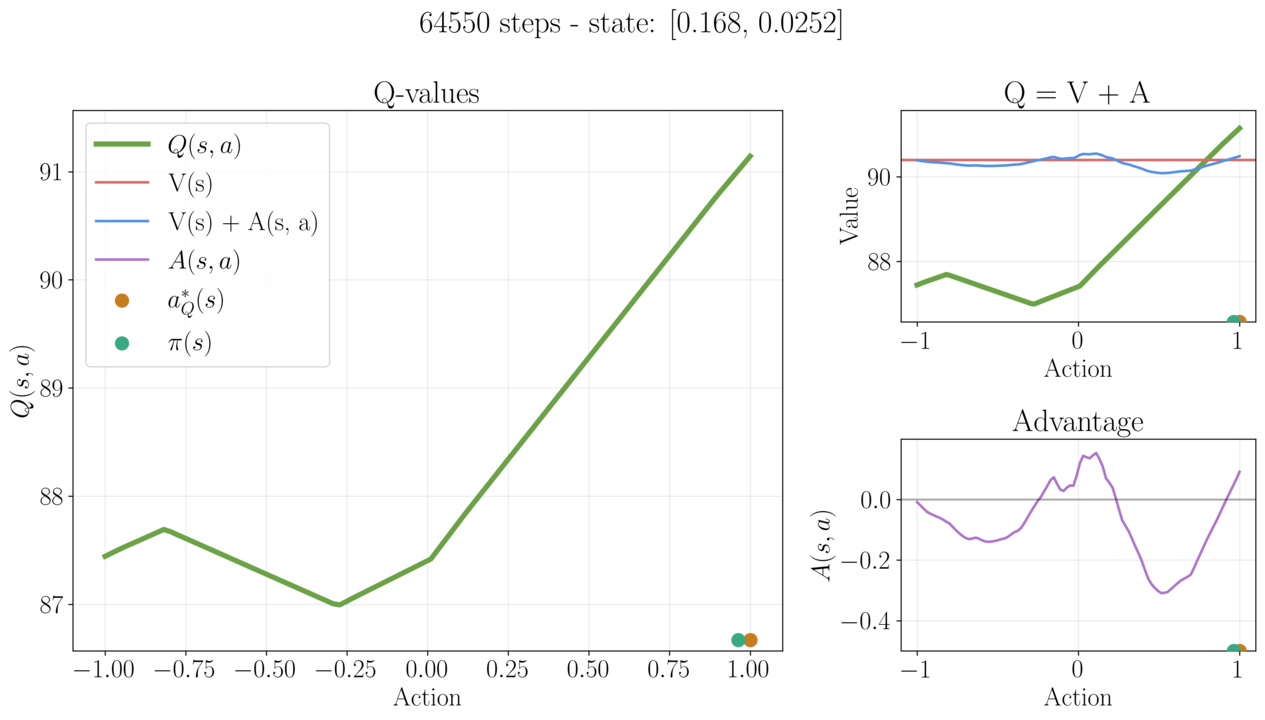 64550 steps - state: [0.168, 0.0252]
Q-values
Q(s, a)
V(s)
V(s) + A(s, a)
A(s, a)
a*_Q(s)
π(s)
Q(s, a)
91
90
89
88
87
−1.00 −0.75 −0.50 −0.25 0.00 0.25 0.50 0.75 1.00
Action
Q = V + A
Value
90
88
−1 0 1
Action
Advantage
A(s, a)
0.0
−0.2
−0.4
−1 0 1
Action